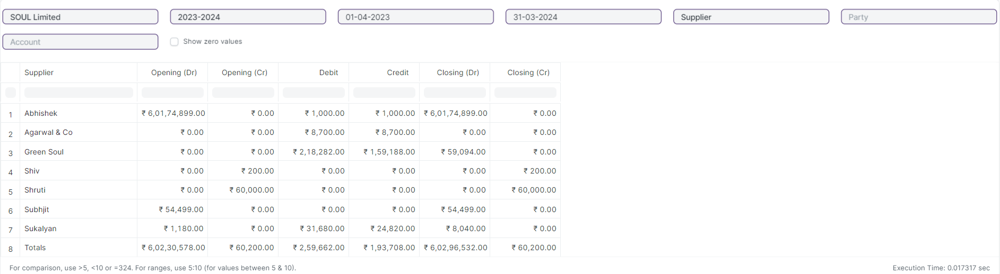 SOUL Limited 2023-2024 01-04-2023 31-03-2024 Supplier Party
Account Show zero values
Supplier Opening (Dr) Opening (Cr) Debit Credit Closing (Dr) Closing (Cr)
1 Abhishek ₹ 6,01,74,899.00 ₹ 0.00 ₹ 1,000.00 ₹ 1,000.00 ₹ 6,01,74,899.00 ₹ 0.00
2 Agarwal & Co ₹ 0.00 ₹ 0.00 ₹ 8,700.00 ₹ 8,700.00 ₹ 0.00 ₹ 0.00
3 Green Soul ₹ 0.00 ₹ 0.00 ₹ 2,18,282.00 ₹ 1,59,188.00 ₹ 59,094.00 ₹ 0.00
4 Shiv ₹ 0.00 ₹ 200.00 ₹ 0.00 ₹ 0.00 ₹ 0.00 ₹ 200.00
5 Shruti ₹ 0.00 ₹ 60,000.00 ₹ 0.00 ₹ 0.00 ₹ 0.00 ₹ 60,000.00
6 Subhjit ₹ 54,499.00 ₹ 0.00 ₹ 0.00 ₹ 0.00 ₹ 54,499.00 ₹ 0.00
7 Sukalyan ₹ 1,180.00 ₹ 0.00 ₹ 31,680.00 ₹ 24,820.00 ₹ 8,040.00 ₹ 0.00
8 Totals ₹ 6,02,30,578.00 ₹ 60,200.00 ₹ 2,59,662.00 ₹ 1,93,708.00 ₹ 6,02,96,532.00 ₹ 60,200.00
For comparison, use >5, <10 or =324. For ranges, use 5:10 (for values between 5 & 10). Execution Time: 0.017317 sec